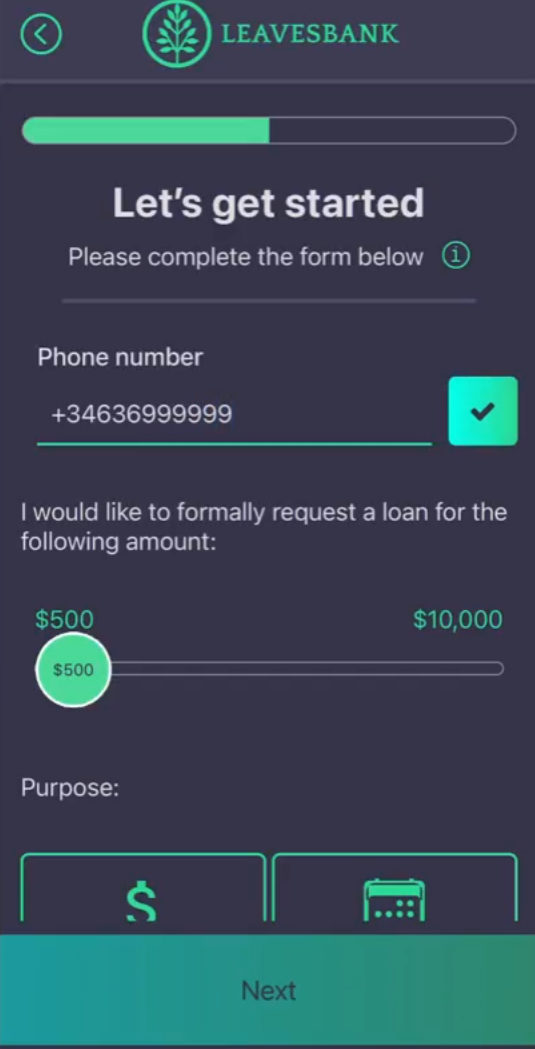 LEAVESBANK
Let's get started
Please complete the form below
Phone number
+34636999999
I would like to formally request a loan for the
following amount:
$500 $10,000
$500
Purpose:
$
Next